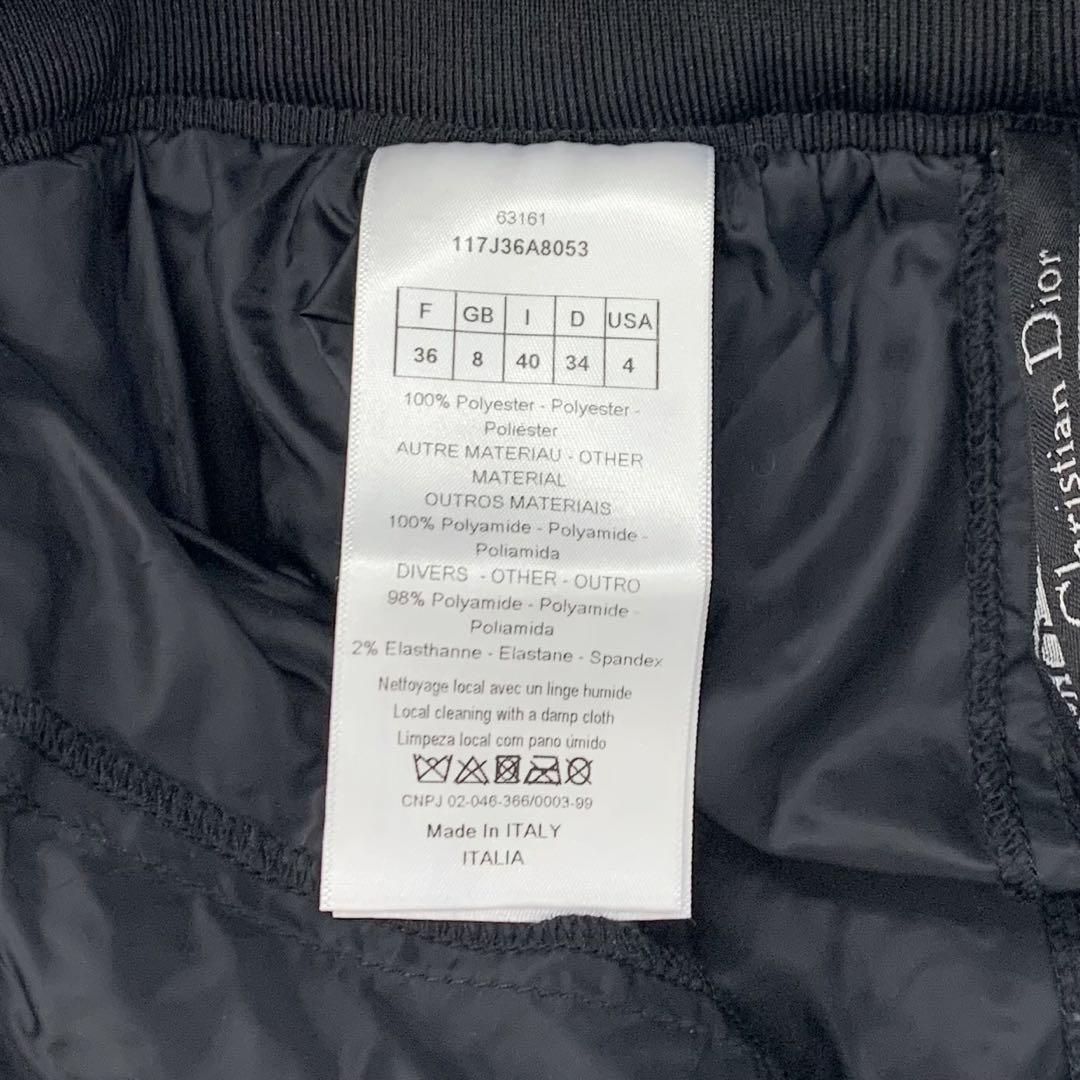 63161
117J36A8053
F GB I D USA
36 8 40 34 4
100% Polyester - Polyester -
Poliéster
AUTRE MATERIAU - OTHER
MATERIAL
OUTROS MATERIAIS
100% Polyamide - Polyamide -
Poliamida
DIVERS - OTHER - OUTRO
98% Polyamide - Polyamide -
Poliamida
2% Elasthanne - Elastane - Spandex
Nettoyage local avec un linge humide
Local cleaning with a damp cloth
Limpeza local com pano úmido
CNPJ 02-046-366/0003-99
Made In ITALY
ITALIA
Christian Dior